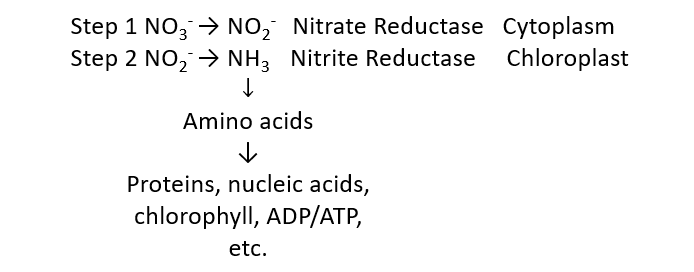 Step 1 NO₃⁻ → NO₂⁻ Nitrate Reductase Cytoplasm
Step 2 NO₂⁻ → NH₃ Nitrite Reductase Chloroplast
↓
Amino acids
↓
Proteins, nucleic acids,
chlorophyll, ADP/ATP,
etc.